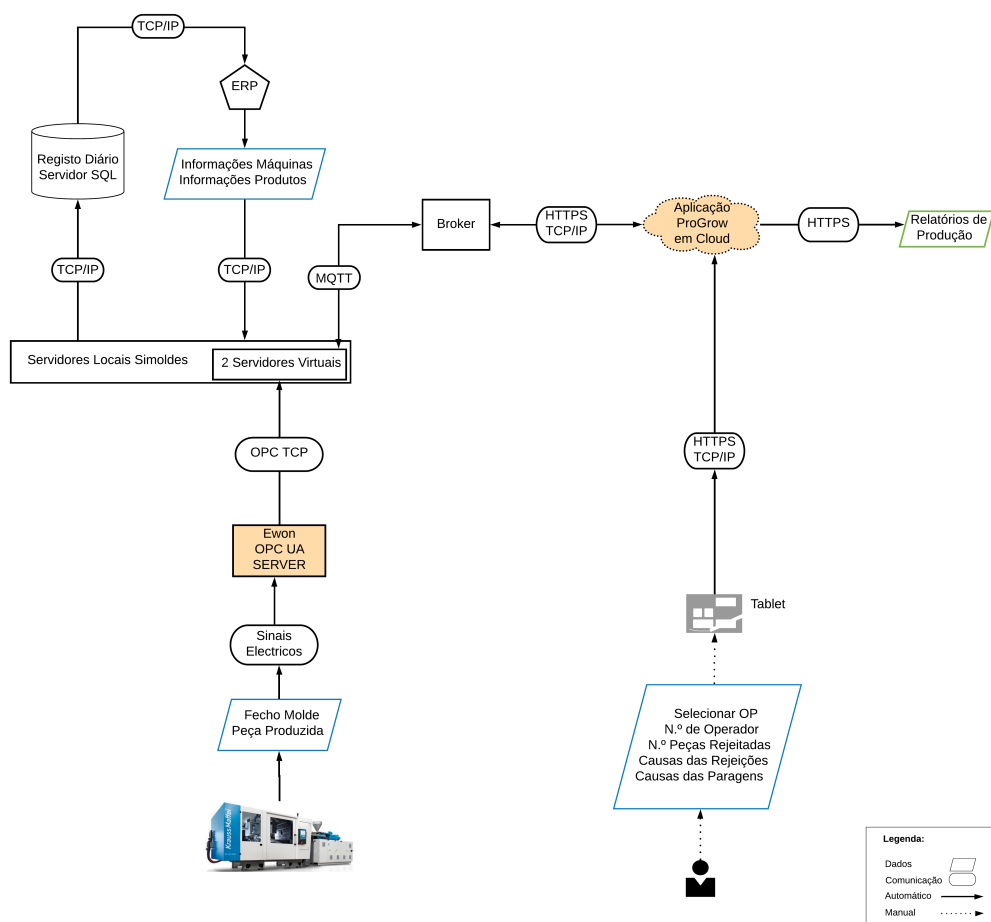 TCP/IP
ERP
Registo Diário
Servidor SQL
Informações Máquinas
Informações Produtos
TCP/IP
TCP/IP
MQTT
Broker
HTTPS
TCP/IP
Aplicação
ProGrow
em Cloud
HTTPS
Relatórios de
Produção
Servidores Locais Simoldes
2 Servidores Virtuais
OPC TCP
HTTPS
TCP/IP
Ewon
OPC UA
SERVER
Tablet
Sinais
Electricos
Fecho Molde
Peça Produzida
Selecionar OP
N.º de Operador
N.º Peças Rejeitadas
Causas das Rejeições
Causas das Paragens
KraussMaffei
Legenda:
Dados
Comunicação
Automático
Manual